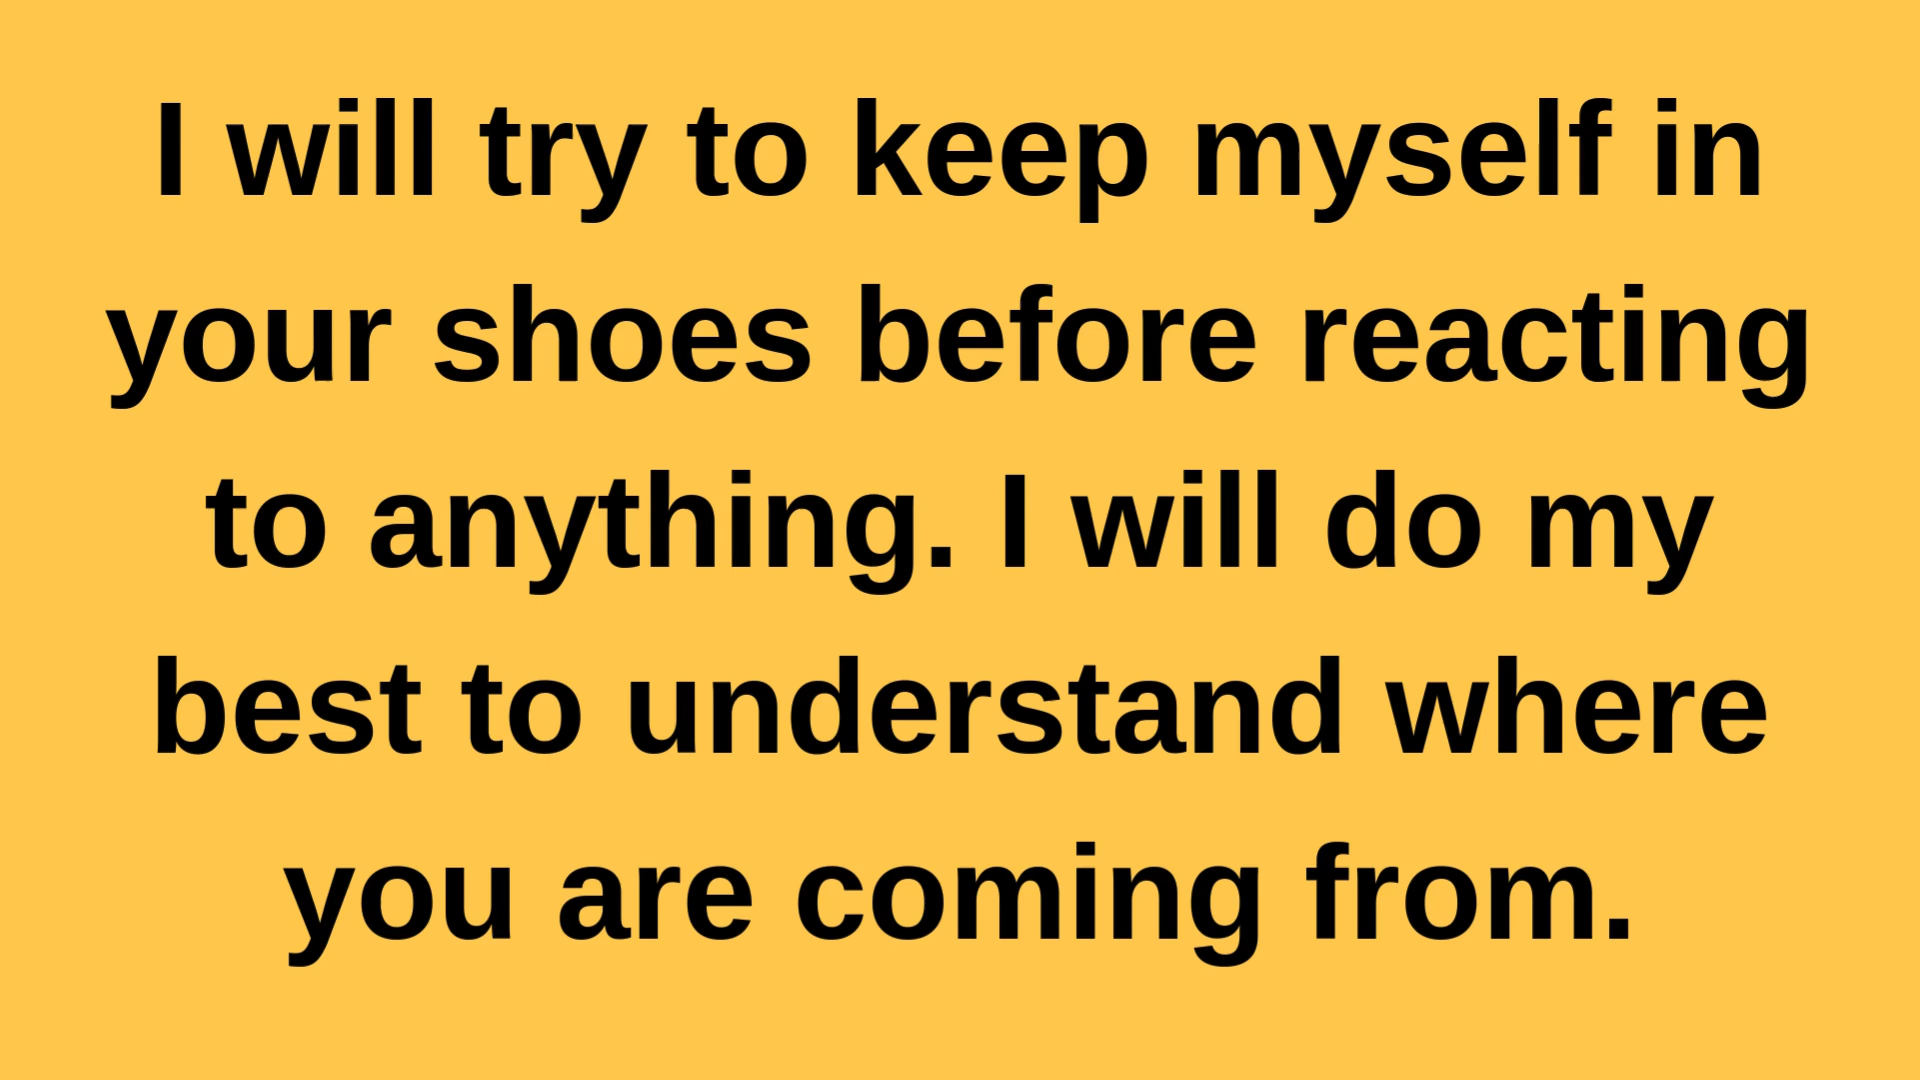 I will try to keep myself in
your shoes before reacting
to anything. I will do my
best to understand where
you are coming from.